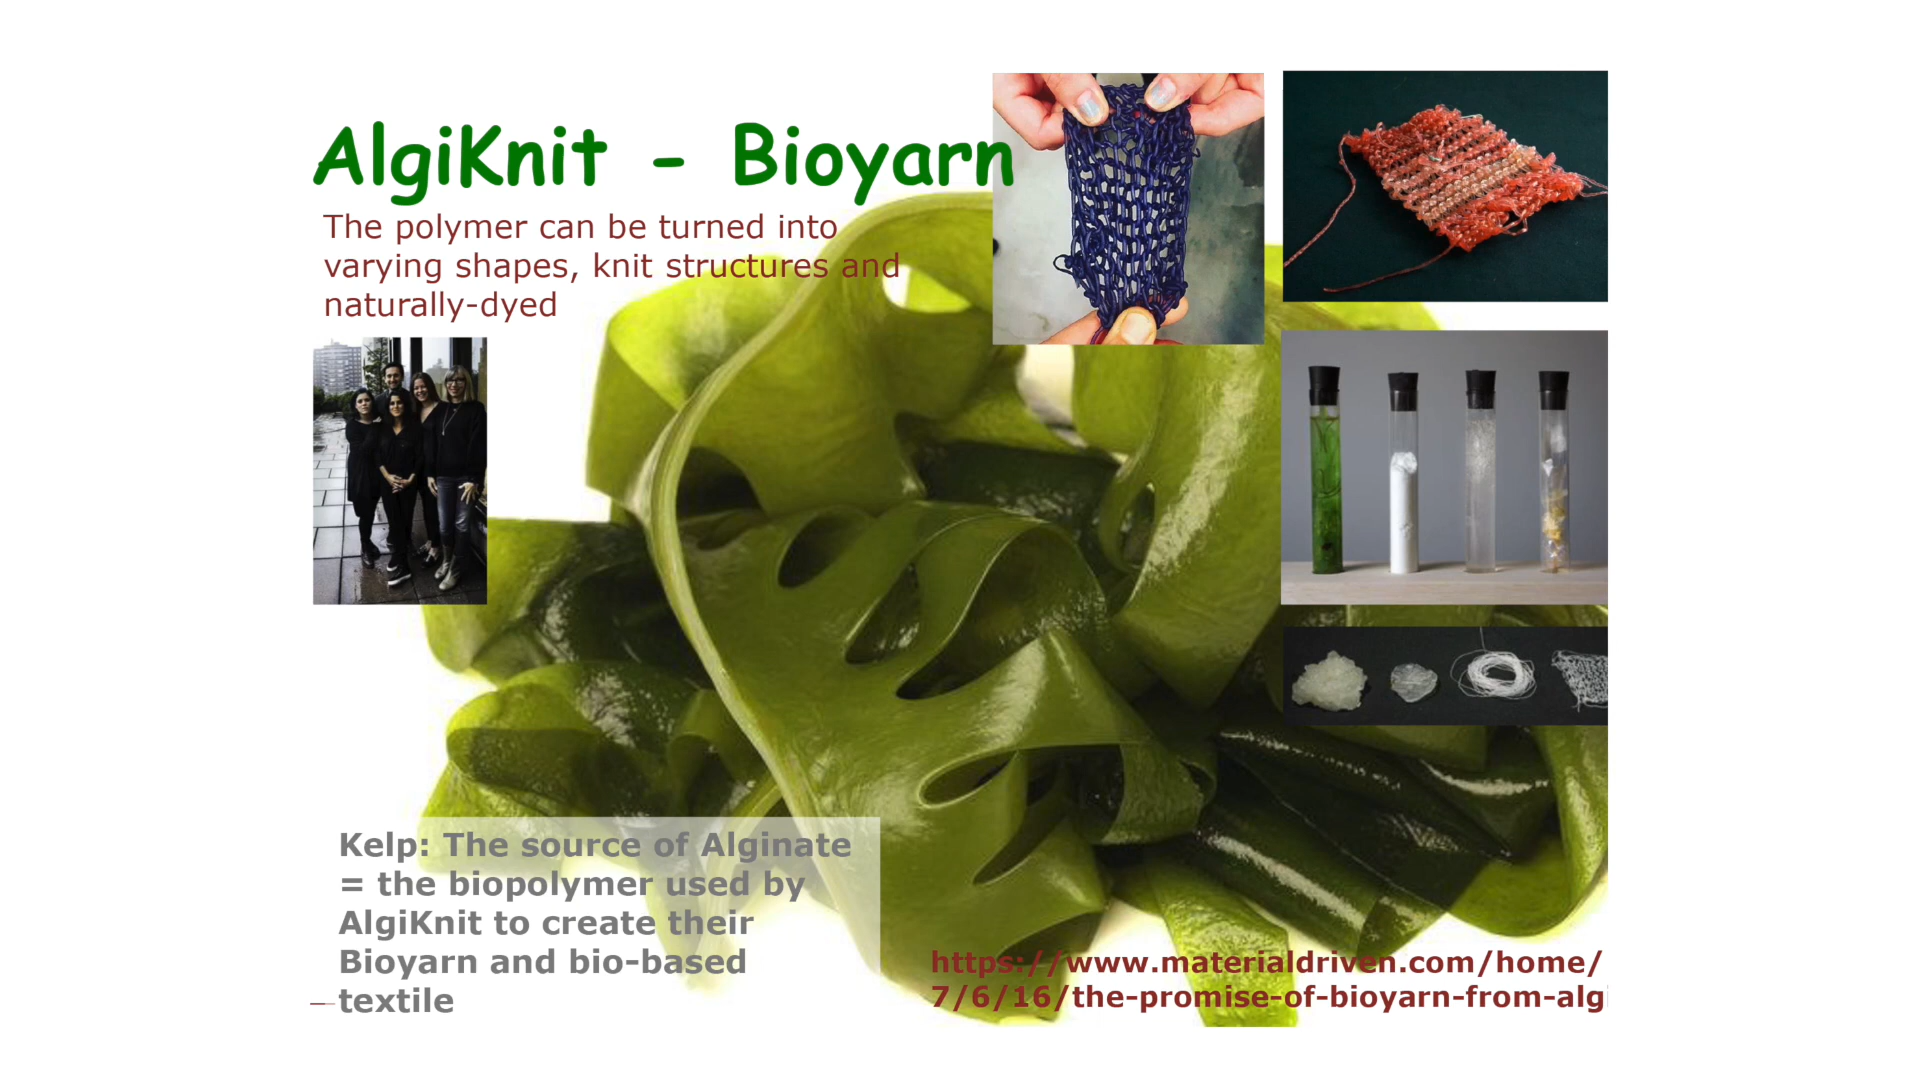 AlgiKnit - Bioyarn
The polymer can be turned into
varying shapes, knit structures and
naturally-dyed
Kelp: The source of Alginate
= the biopolymer used by
AlgiKnit to create their
Bioyarn and bio-based
textile
https://www.materialdriven.com/home/
7/6/16/the-promise-of-bioyarn-from-alg